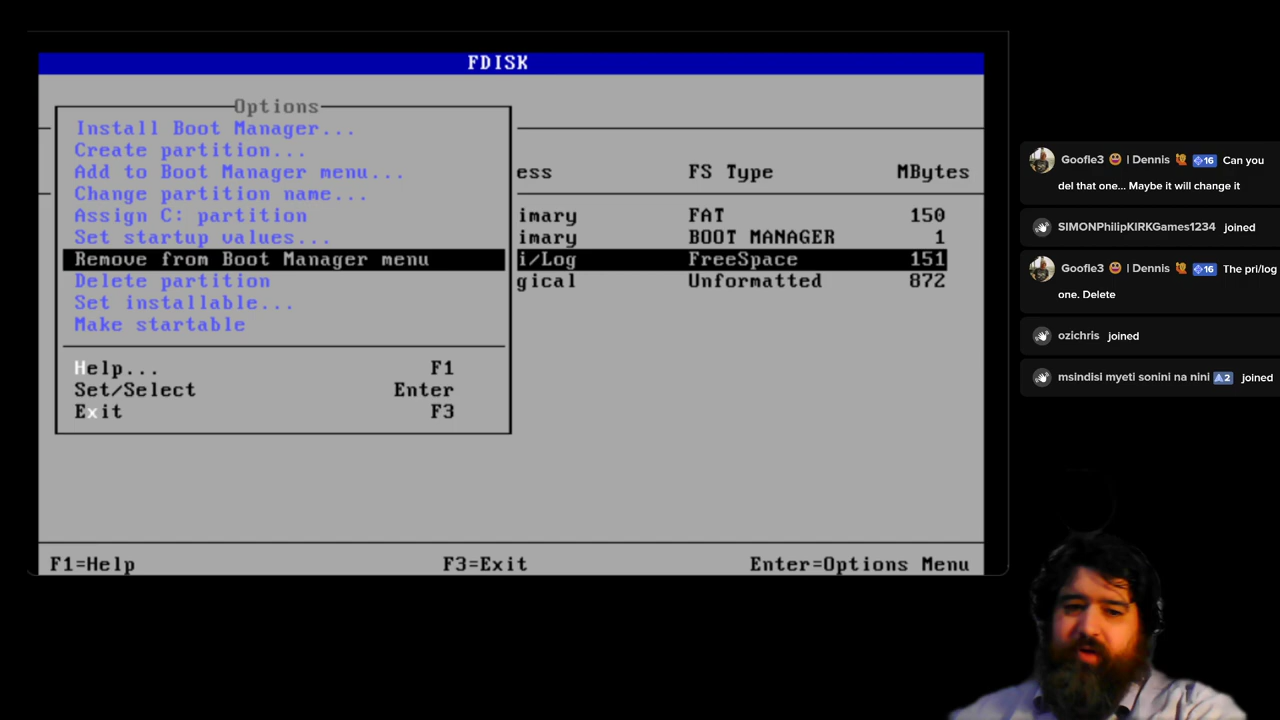 FDISK
Options
Install Boot Manager...
Create partition...
Add to Boot Manager menu...
Change partition name...
Assign C: partition
Set startup values...
Remove from Boot Manager menu
Delete partition
Set installable...
Make startable
Help... F1
Set/Select Enter
Exit F3
ess FS Type MBytes
imary FAT 150
imary BOOT MANAGER 1
i/Log FreeSpace 151
gical Unformatted 872
F1=Help F3=Exit Enter=Options Menu
Goofle3 😃 | Dennis 16 Can you
del that one... Maybe it will change it
SIMONPhilipKIRKGames1234 joined
Goofle3 😃 | Dennis 16 The pri/log
one. Delete
ozichris joined
msindisi myeti sonini na nini 2 joined